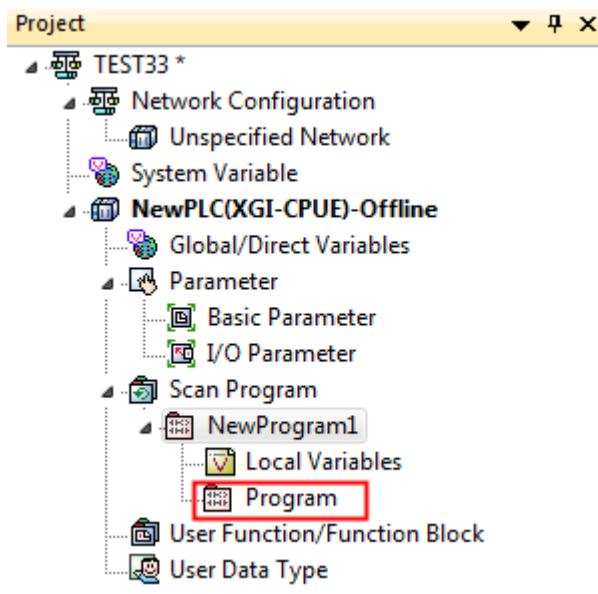 Project
TEST33 *
Network Configuration
Unspecified Network
System Variable
NewPLC(XGI-CPUE)-Offline
Global/Direct Variables
Parameter
Basic Parameter
I/O Parameter
Scan Program
NewProgram1
Local Variables
Program
User Function/Function Block
User Data Type